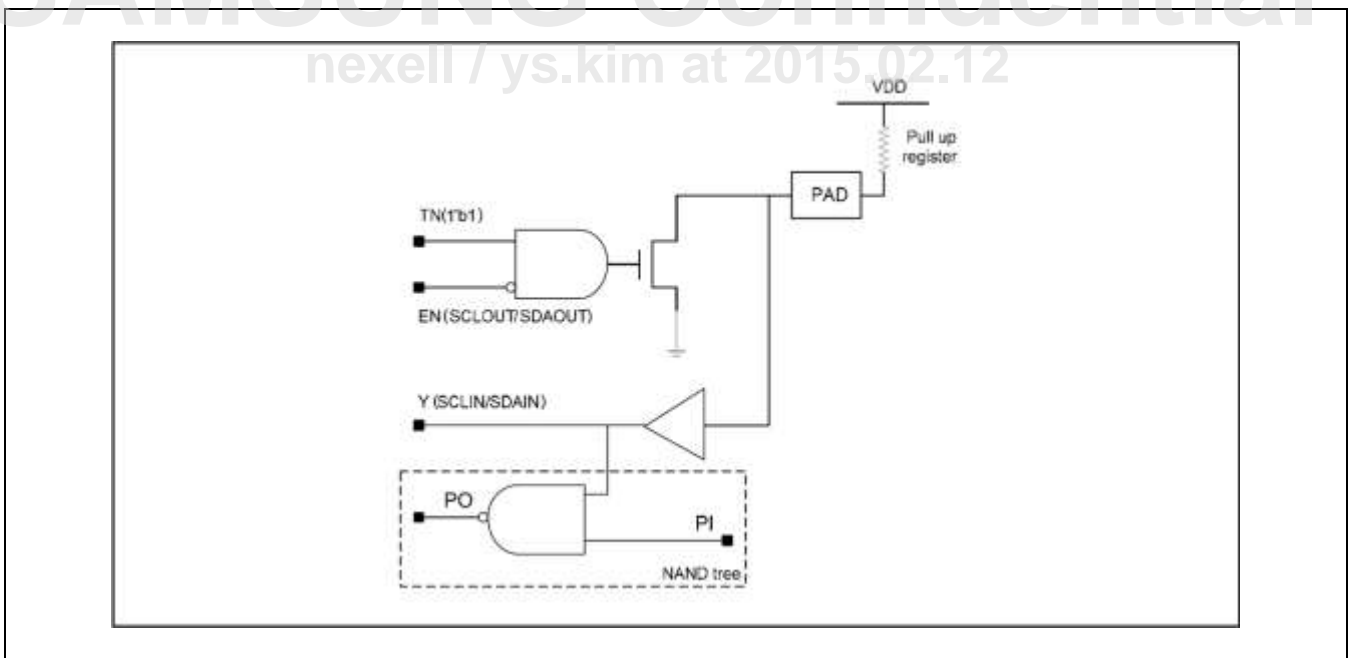 SAMSUNG Confidential
nexell / ys.kim at 2015.02.12
VDD
Pull up
register
PAD
TN(1'b1)
EN(SCLOUT/SDAOUT)
Y (SCLIN/SDAIN)
PO
PI
NAND tree